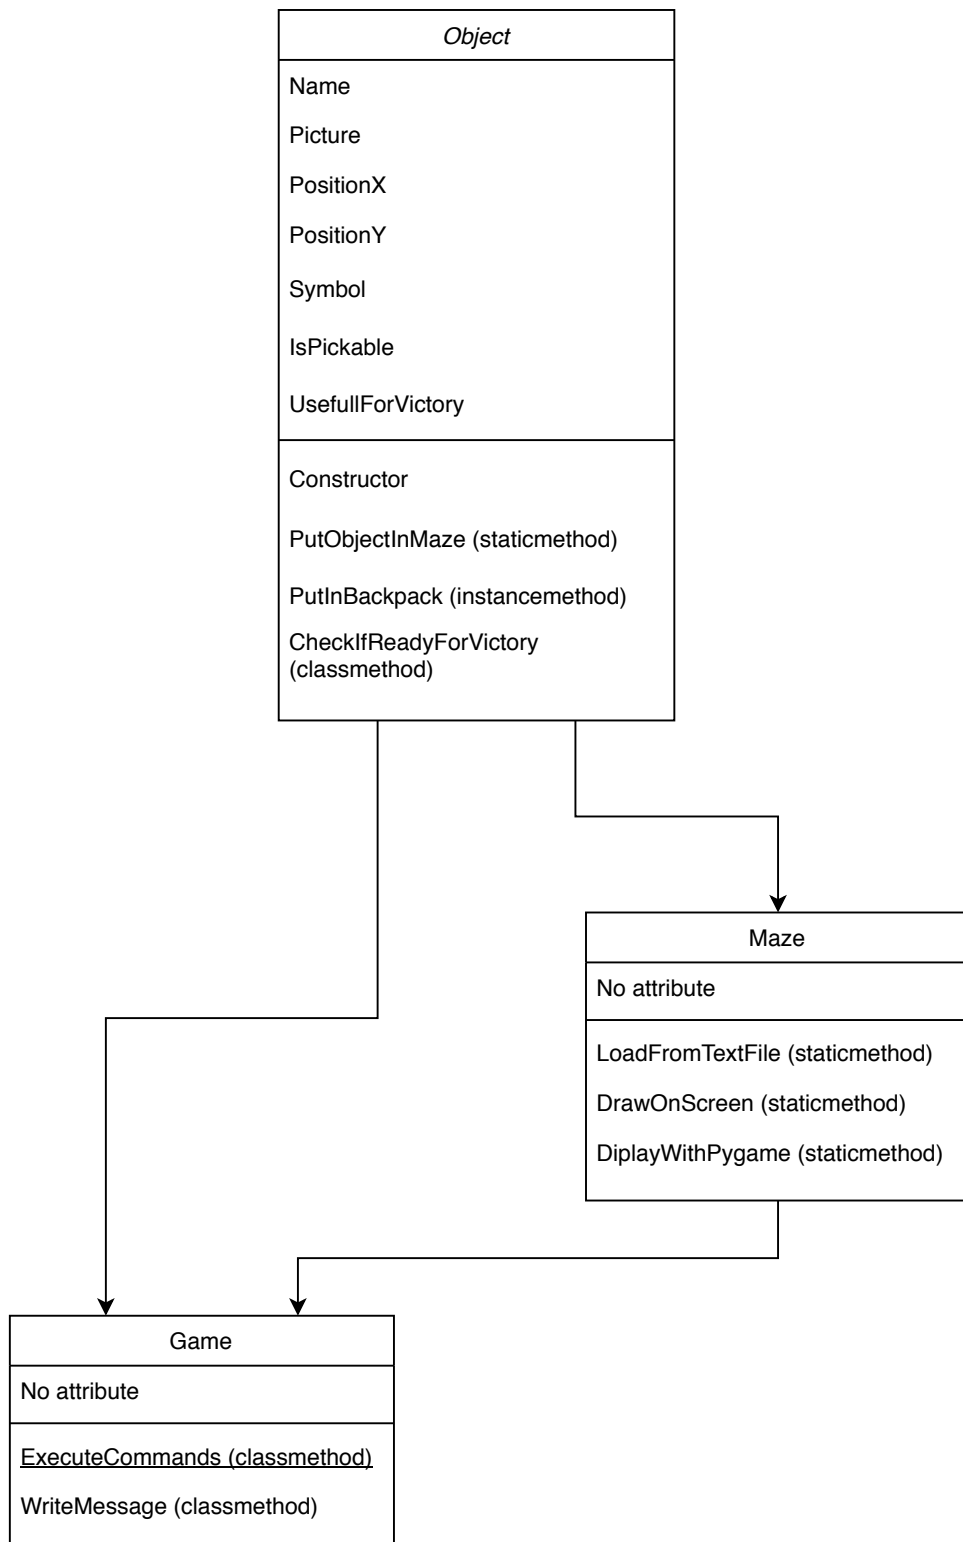 Object
Name
Picture
PositionX
PositionY
Symbol
IsPickable
UsefullForVictory
Constructor
PutObjectInMaze (staticmethod)
PutInBackpack (instancemethod)
CheckIfReadyForVictory
(classmethod)
Maze
No attribute
LoadFromTextFile (staticmethod)
DrawOnScreen (staticmethod)
DiplayWithPygame (staticmethod)
Game
No attribute
ExecuteCommands (classmethod)
WriteMessage (classmethod)